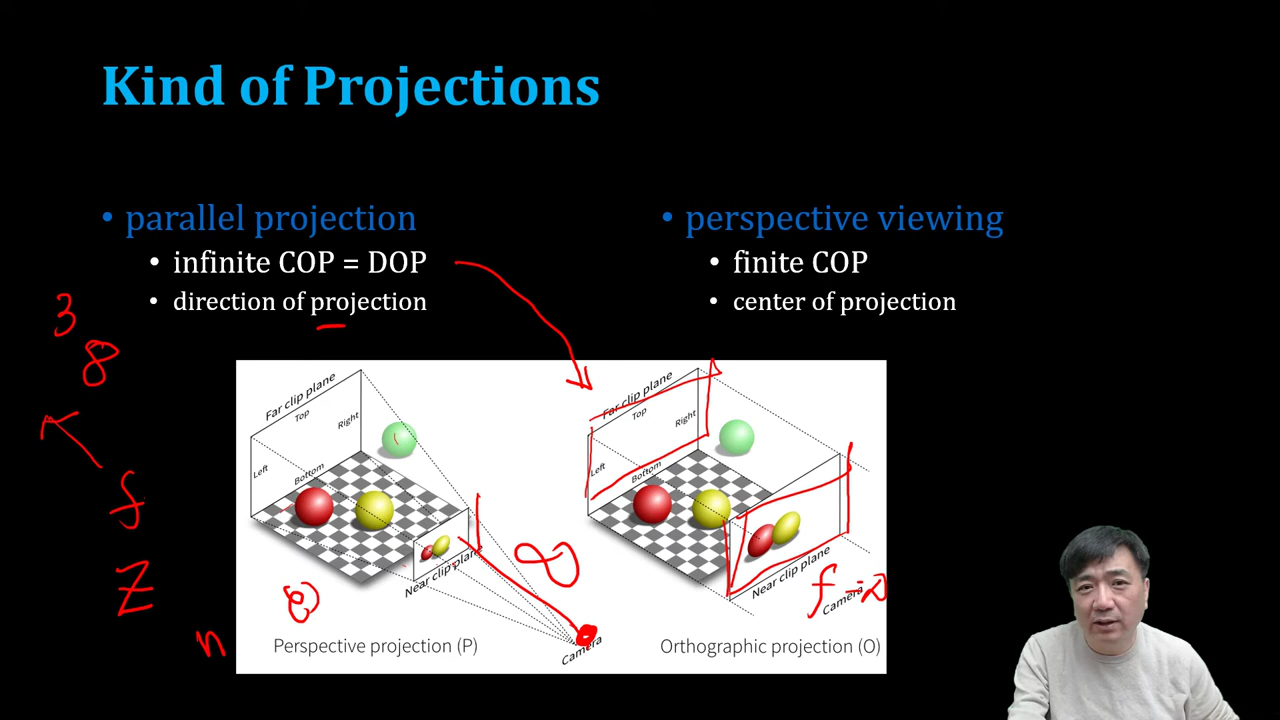 Kind of Projections
• parallel projection
• infinite COP = DOP
• direction of projection
• perspective viewing
• finite COP
• center of projection
3
8
f
Z
n
Far clip plane
Top
Right
Left
Bottom
Near clip plane
∞
Camera
Perspective projection (P)
Far clip plane
Top
Right
Left
Bottom
Near clip plane
Camera
Orthographic projection (O)